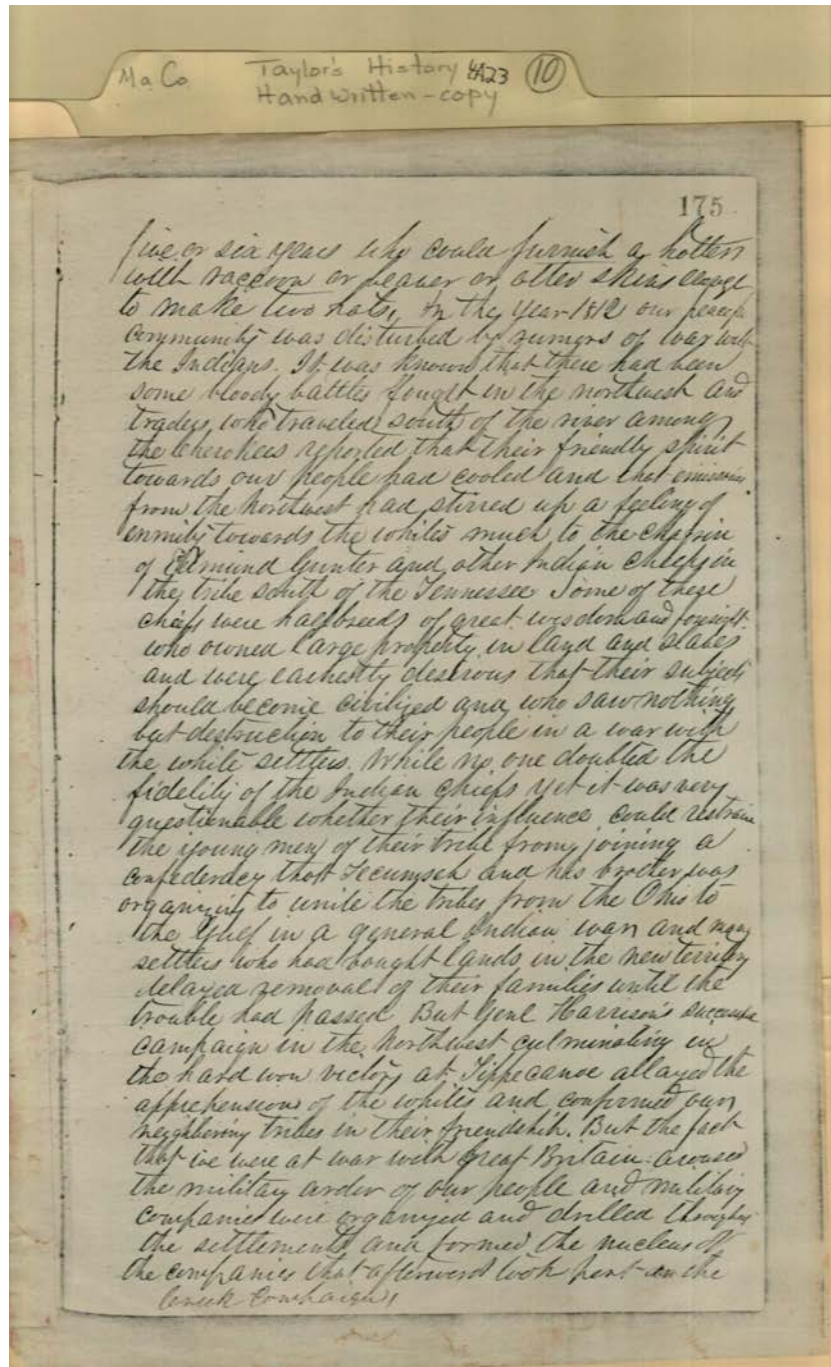 Ma Co Taylor's History 4A23 10
Handwritten - copy
175
five or six years who could furnish a hatter
with raccoon or beaver or otter skins
to make two hats. In the year 1812 our peaceful
community was disturbed by rumors of war with
the Indians. It was known that there had been
some bloody battles fought in the northwest and
traders who traveled south of the river among
the Cherokees reported that their friendly spirit
towards our people had cooled and that emissaries
from the Northwest had stirred up a feeling of
enmity towards the whites much to the chagrin
of Edmund Gunter and other Indian chiefs in
the tribe south of the Tennessee Some of these
chiefs were halfbreeds of great wisdom and foresight
who owned large property in land and slaves
and were earnestly desirous that their subjects
should become civilized and who saw nothing
but destruction to their people in a war with
the white settlers. While no one doubted the
fidelity of the Indian chiefs yet it was very
questionable whether their influence could restrain
the young men of their tribe from joining a
confederacy that Tecumseh and his brother was
organizing to unite the tribes from the Ohio to
the Gulf in a general Indian war and many
settlers who had bought lands in the new territory
delayed removal of their families until the
trouble had passed But Genl Harrison's successful
campaign in the Northwest culminating in
the hard won victory at Tippecanoe allayed the
apprehensions of the whites and confirmed our
neighboring tribes in their friendship. But the fact
that we were at war with Great Britain aroused
the military ardor of our people and military
companies were organized and drilled throughout
the settlements and formed the nucleus of
the companies that afterward took part in the
Creek Campaigns